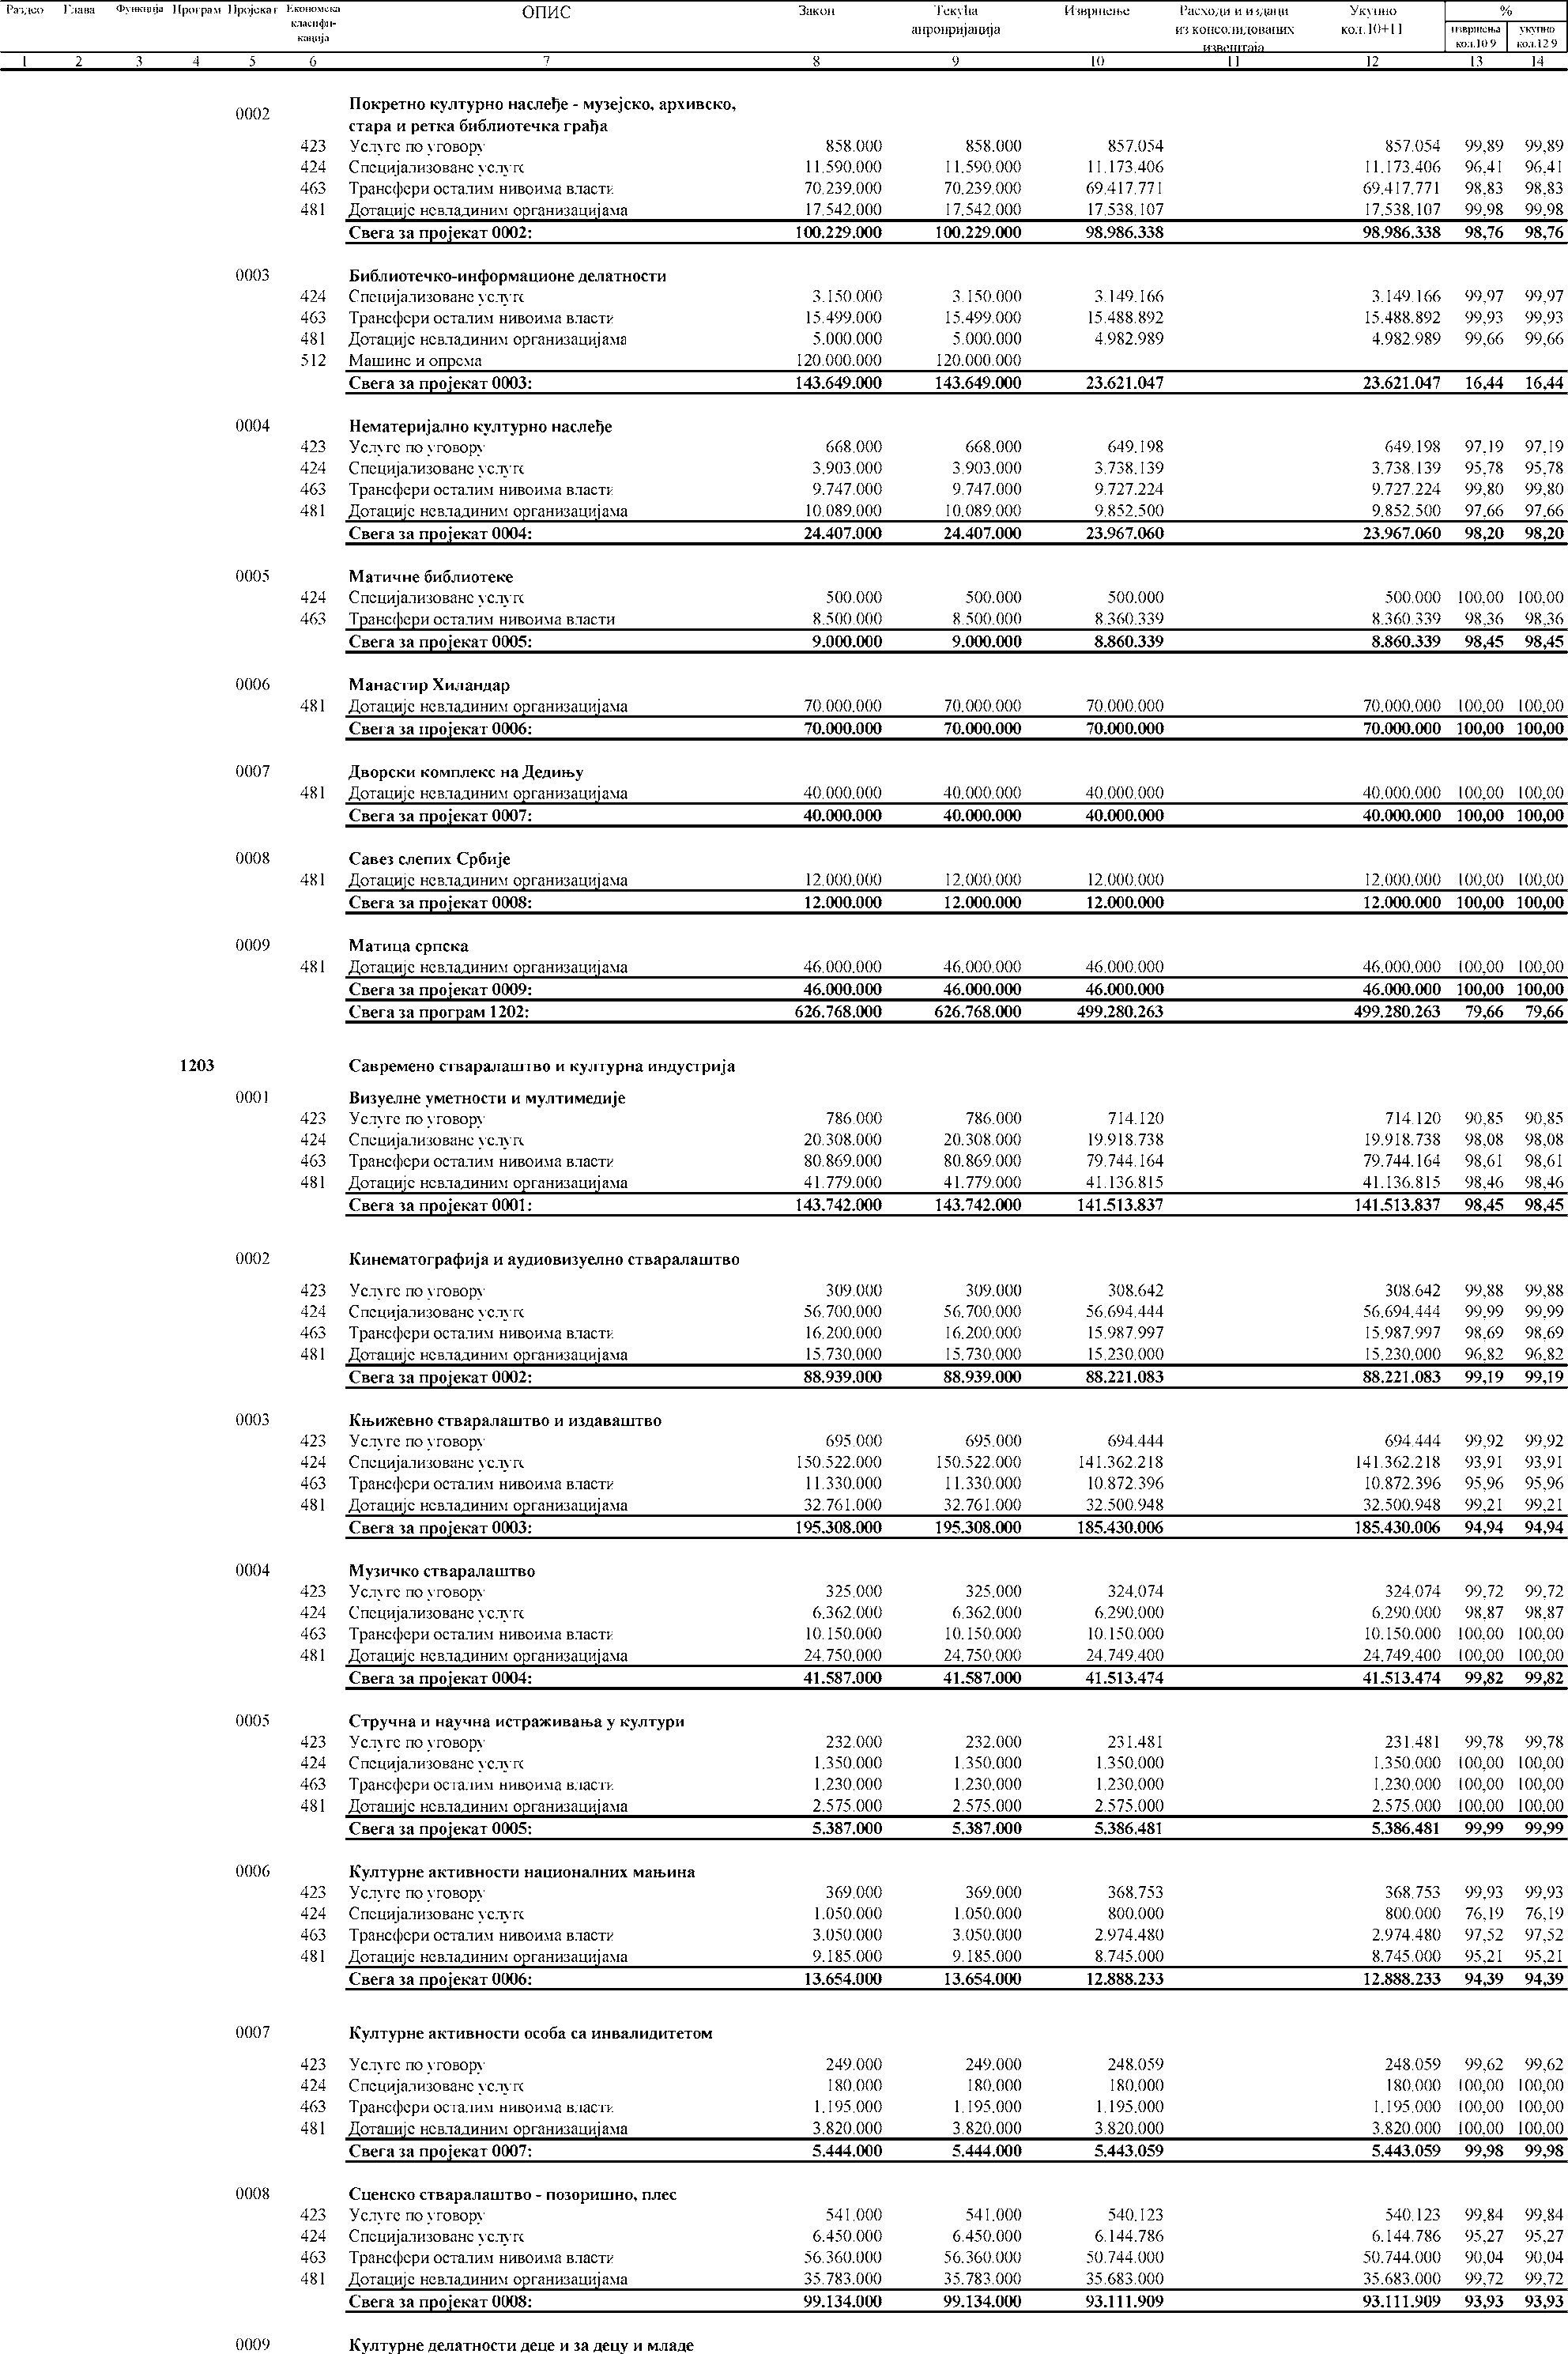 Раздео Глава Функција Програм Пројекат Економска класифи-кација ОПИС Закон Текућа апропријација Извршење Расходи и издаци из консолидованих извештаја Укупно кол.10+11 % извршења кол.10/9 укупно кол.12/9
1 2 3 4 5 6 7 8 9 10 11 12 13 14
0002 Покретно културно наслеђе - музејско, архивско,
стара и ретка библиотечка грађа
423 Услуге по уговору 858.000 858.000 857.054 857.054 99,89 99,89
424 Специјализоване услуге 11.590.000 11.590.000 11.173.406 11.173.406 96,41 96,41
463 Трансфери осталим нивоима власти 70.239.000 70.239.000 69.417.771 69.417.771 98,83 98,83
481 Дотације невладиним организацијама 17.542.000 17.542.000 17.538.107 17.538.107 99,98 99,98
Свега за пројекат 0002: 100.229.000 100.229.000 98.986.338 98.986.338 98,76 98,76
0003 Библиотечко-информационе делатности
424 Специјализоване услуге 3.150.000 3.150.000 3.149.166 3.149.166 99,97 99,97
463 Трансфери осталим нивоима власти 15.499.000 15.499.000 15.488.892 15.488.892 99,93 99,93
481 Дотације невладиним организацијама 5.000.000 5.000.000 4.982.989 4.982.989 99,66 99,66
512 Машине и опрема 120.000.000 120.000.000
Свега за пројекат 0003: 143.649.000 143.649.000 23.621.047 23.621.047 16,44 16,44
0004 Нематеријално културно наслеђе
423 Услуге по уговору 668.000 668.000 649.198 649.198 97,19 97,19
424 Специјализоване услуге 3.903.000 3.903.000 3.738.139 3.738.139 95,78 95,78
463 Трансфери осталим нивоима власти 9.747.000 9.747.000 9.727.224 9.727.224 99,80 99,80
481 Дотације невладиним организацијама 10.089.000 10.089.000 9.852.500 9.852.500 97,66 97,66
Свега за пројекат 0004: 24.407.000 24.407.000 23.967.060 23.967.060 98,20 98,20
0005 Матичне библиотеке
424 Специјализоване услуге 500.000 500.000 500.000 500.000 100,00 100,00
463 Трансфери осталим нивоима власти 8.500.000 8.500.000 8.360.339 8.360.339 98,36 98,36
Свега за пројекат 0005: 9.000.000 9.000.000 8.860.339 8.860.339 98,45 98,45
0006 Манастир Хиландар
481 Дотације невладиним организацијама 70.000.000 70.000.000 70.000.000 70.000.000 100,00 100,00
Свега за пројекат 0006: 70.000.000 70.000.000 70.000.000 70.000.000 100,00 100,00
0007 Дворски комплекс на Дедињу
481 Дотације невладиним организацијама 40.000.000 40.000.000 40.000.000 40.000.000 100,00 100,00
Свега за пројекат 0007: 40.000.000 40.000.000 40.000.000 40.000.000 100,00 100,00
0008 Савез слепих Србије
481 Дотације невладиним организацијама 12.000.000 12.000.000 12.000.000 12.000.000 100,00 100,00
Свега за пројекат 0008: 12.000.000 12.000.000 12.000.000 12.000.000 100,00 100,00
0009 Матица српска
481 Дотације невладиним организацијама 46.000.000 46.000.000 46.000.000 46.000.000 100,00 100,00
Свега за пројекат 0009: 46.000.000 46.000.000 46.000.000 46.000.000 100,00 100,00
Свега за програм 1202: 626.768.000 626.768.000 499.280.263 499.280.263 79,66 79,66
1203 Савремено стваралаштво и културна индустрија
0001 Визуелне уметности и мултимедије
423 Услуге по уговору 786.000 786.000 714.120 714.120 90,85 90,85
424 Специјализоване услуге 20.308.000 20.308.000 19.918.738 19.918.738 98,08 98,08
463 Трансфери осталим нивоима власти 80.869.000 80.869.000 79.744.164 79.744.164 98,61 98,61
481 Дотације невладиним организацијама 41.779.000 41.779.000 41.136.815 41.136.815 98,46 98,46
Свега за пројекат 0001: 143.742.000 143.742.000 141.513.837 141.513.837 98,45 98,45
0002 Кинематографија и аудиовизуелно стваралаштво
423 Услуге по уговору 309.000 309.000 308.642 308.642 99,88 99,88
424 Специјализоване услуге 56.700.000 56.700.000 56.694.444 56.694.444 99,99 99,99
463 Трансфери осталим нивоима власти 16.200.000 16.200.000 15.987.997 15.987.997 98,69 98,69
481 Дотације невладиним организацијама 15.730.000 15.730.000 15.230.000 15.230.000 96,82 96,82
Свега за пројекат 0002: 88.939.000 88.939.000 88.221.083 88.221.083 99,19 99,19
0003 Књижевно стваралаштво и издаваштво
423 Услуге по уговору 695.000 695.000 694.444 694.444 99,92 99,92
424 Специјализоване услуге 150.522.000 150.522.000 141.362.218 141.362.218 93,91 93,91
463 Трансфери осталим нивоима власти 11.330.000 11.330.000 10.872.396 10.872.396 95,96 95,96
481 Дотације невладиним организацијама 32.761.000 32.761.000 32.500.948 32.500.948 99,21 99,21
Свега за пројекат 0003: 195.308.000 195.308.000 185.430.006 185.430.006 94,94 94,94
0004 Музичко стваралаштво
423 Услуге по уговору 325.000 325.000 324.074 324.074 99,72 99,72
424 Специјализоване услуге 6.362.000 6.362.000 6.290.000 6.290.000 98,87 98,87
463 Трансфери осталим нивоима власти 10.150.000 10.150.000 10.150.000 10.150.000 100,00 100,00
481 Дотације невладиним организацијама 24.750.000 24.750.000 24.749.400 24.749.400 100,00 100,00
Свега за пројекат 0004: 41.587.000 41.587.000 41.513.474 41.513.474 99,82 99,82
0005 Стручна и научна истраживања у култури
423 Услуге по уговору 232.000 232.000 231.481 231.481 99,78 99,78
424 Специјализоване услуге 1.350.000 1.350.000 1.350.000 1.350.000 100,00 100,00
463 Трансфери осталим нивоима власти 1.230.000 1.230.000 1.230.000 1.230.000 100,00 100,00
481 Дотације невладиним организацијама 2.575.000 2.575.000 2.575.000 2.575.000 100,00 100,00
Свега за пројекат 0005: 5.387.000 5.387.000 5.386.481 5.386.481 99,99 99,99
0006 Културне активности националних мањина
423 Услуге по уговору 369.000 369.000 368.753 368.753 99,93 99,93
424 Специјализоване услуге 1.050.000 1.050.000 800.000 800.000 76,19 76,19
463 Трансфери осталим нивоима власти 3.050.000 3.050.000 2.974.480 2.974.480 97,52 97,52
481 Дотације невладиним организацијама 9.185.000 9.185.000 8.745.000 8.745.000 95,21 95,21
Свега за пројекат 0006: 13.654.000 13.654.000 12.888.233 12.888.233 94,39 94,39
0007 Културне активности особа са инвалидитетом
423 Услуге по уговору 249.000 249.000 248.059 248.059 99,62 99,62
424 Специјализоване услуге 180.000 180.000 180.000 180.000 100,00 100,00
463 Трансфери осталим нивоима власти 1.195.000 1.195.000 1.195.000 1.195.000 100,00 100,00
481 Дотације невладиним организацијама 3.820.000 3.820.000 3.820.000 3.820.000 100,00 100,00
Свега за пројекат 0007: 5.444.000 5.444.000 5.443.059 5.443.059 99,98 99,98
0008 Сценско стваралаштво - позоришно, плес
423 Услуге по уговору 541.000 541.000 540.123 540.123 99,84 99,84
424 Специјализоване услуге 6.450.000 6.450.000 6.144.786 6.144.786 95,27 95,27
463 Трансфери осталим нивоима власти 56.360.000 56.360.000 50.744.000 50.744.000 90,04 90,04
481 Дотације невладиним организацијама 35.783.000 35.783.000 35.683.000 35.683.000 99,72 99,72
Свега за пројекат 0008: 99.134.000 99.134.000 93.111.909 93.111.909 93,93 93,93
0009 Културне делатности деце и за децу и младе